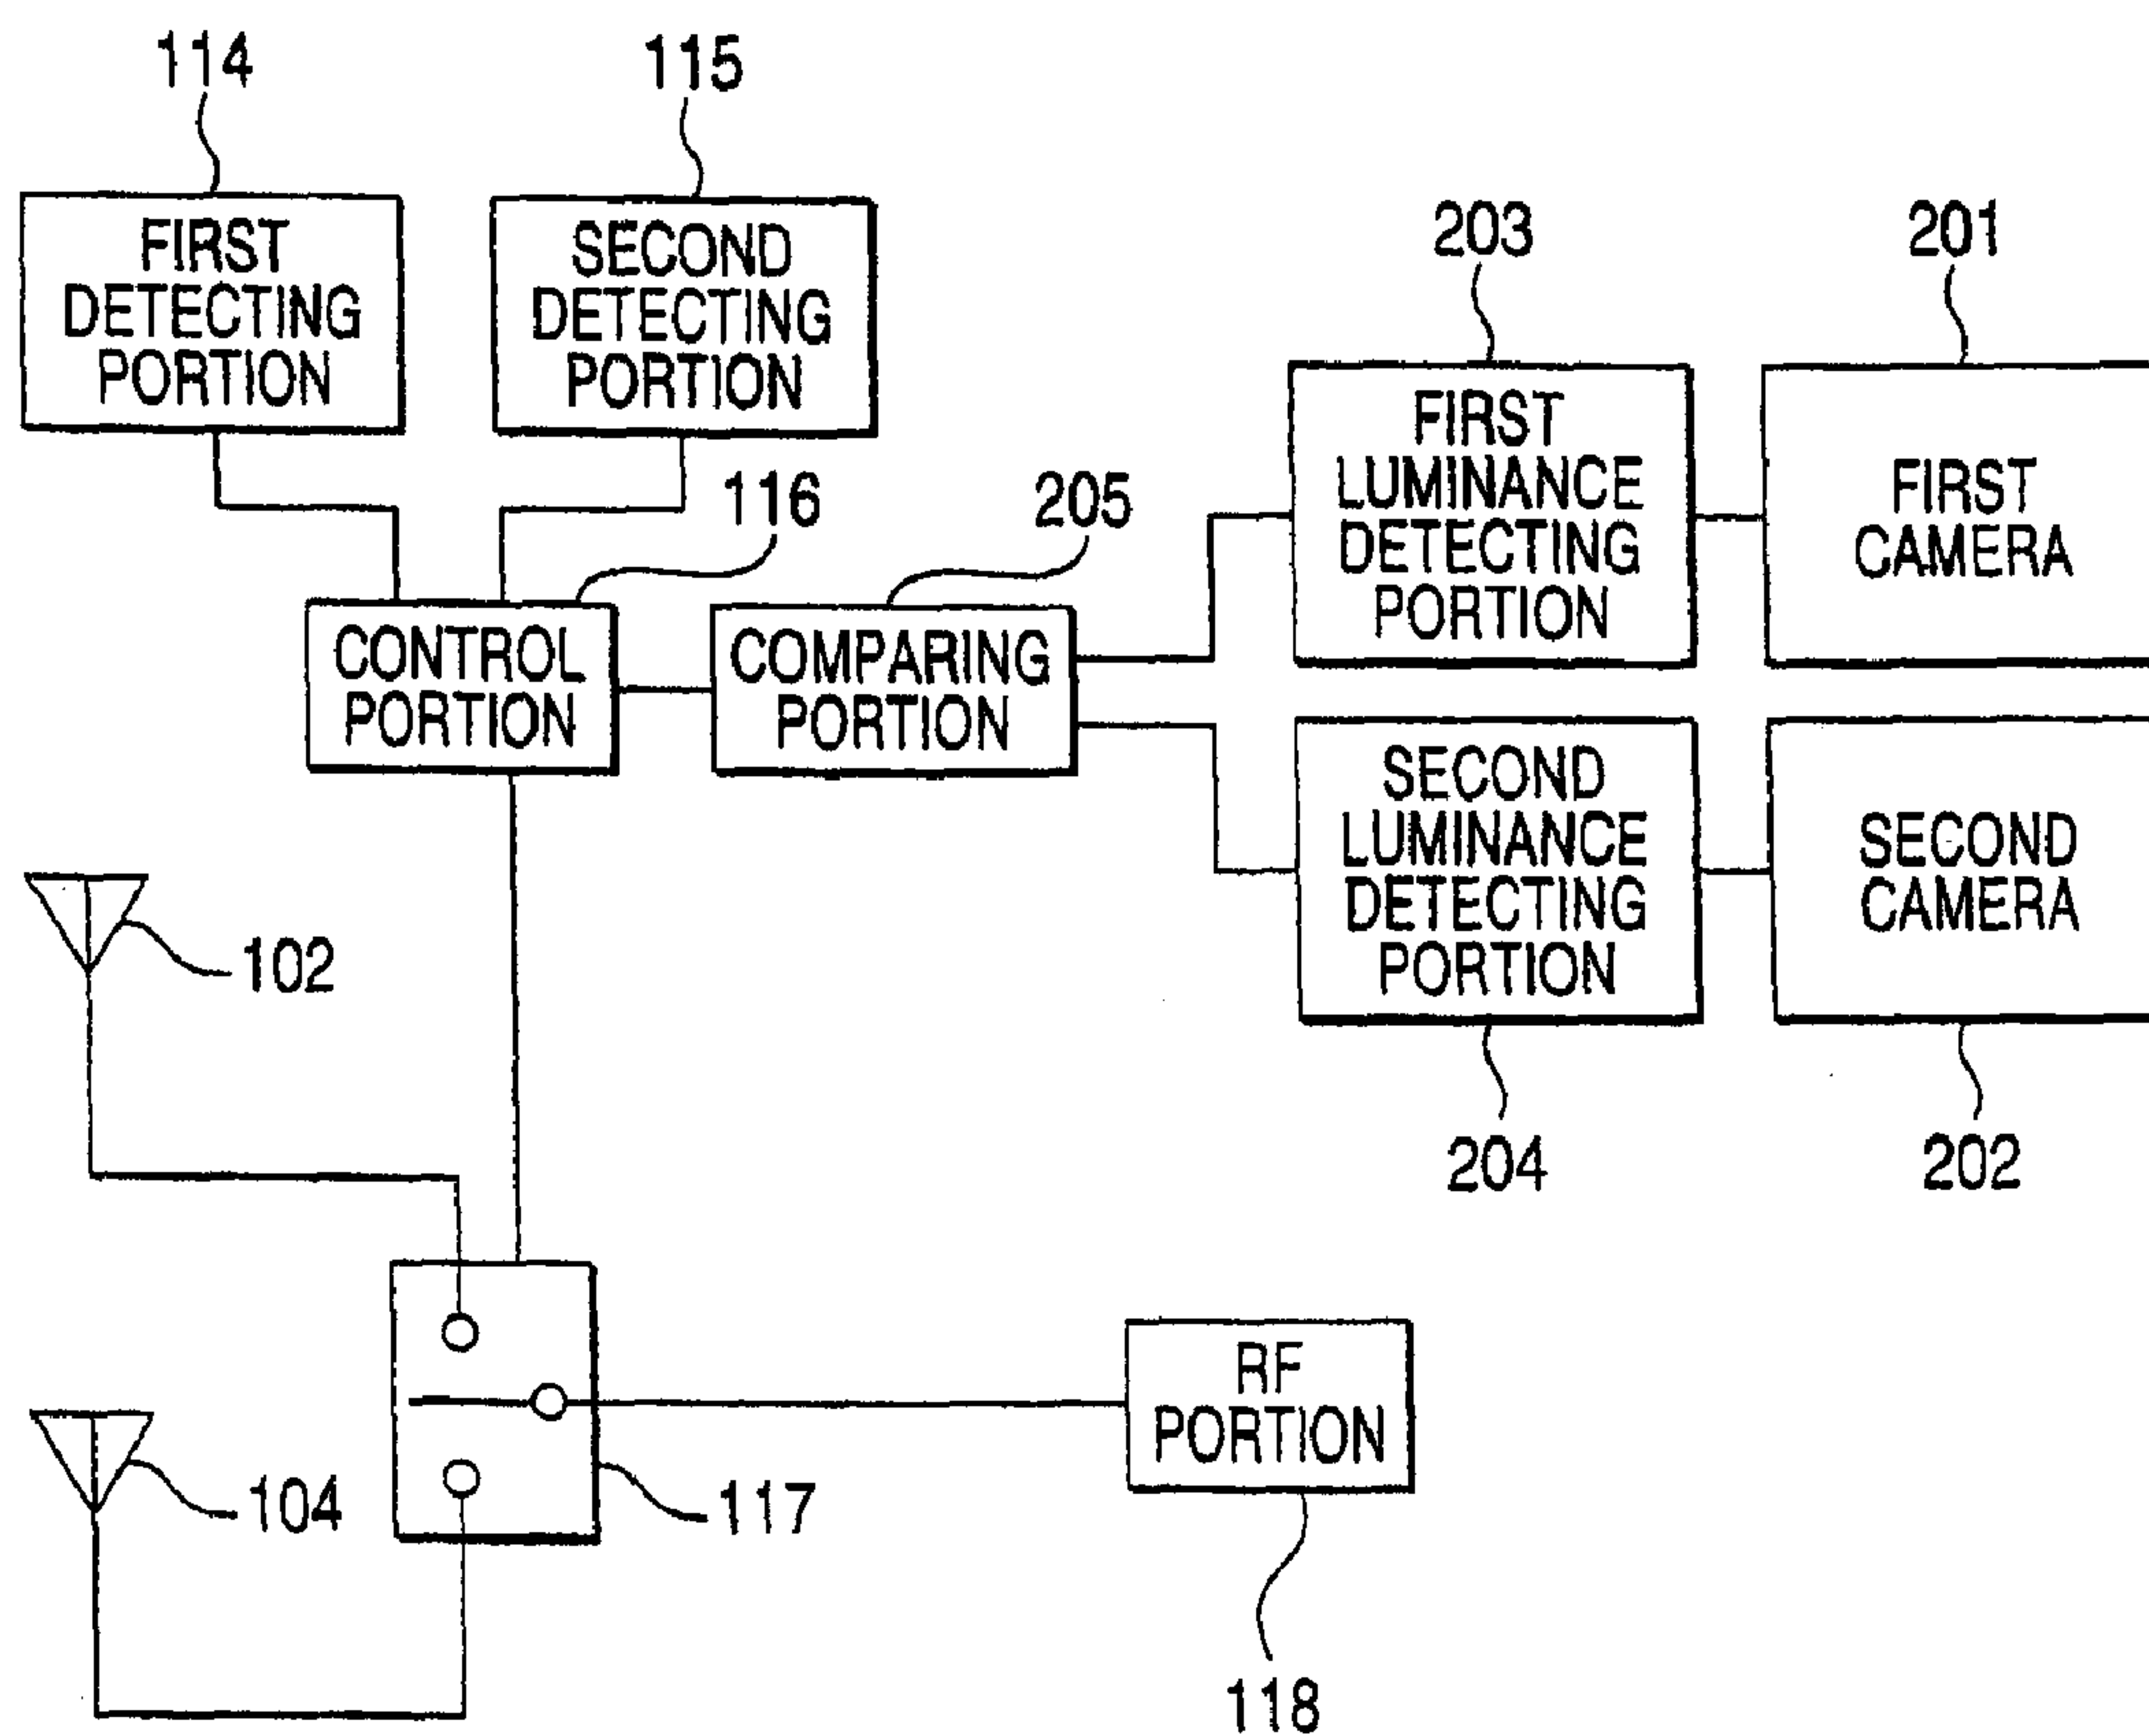 114
115
203
201
FIRST
DETECTING
PORTION
SECOND
DETECTING
PORTION
116
205
FIRST
LUMINANCE
DETECTING
PORTION
FIRST
CAMERA
CONTROL
PORTION
COMPARING
PORTION
SECOND
LUMINANCE
DETECTING
PORTION
SECOND
CAMERA
102
204
202
RF
PORTION
104
117
118